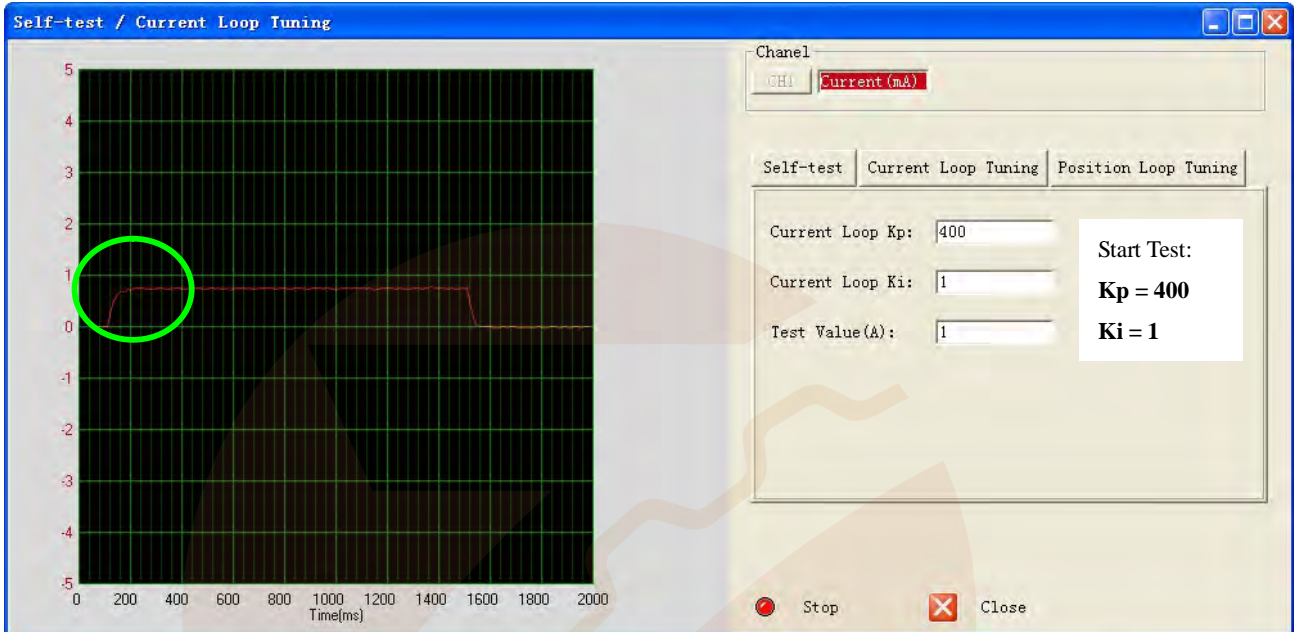 Self-test / Current Loop Tuning
5
4
3
2
1
0
-1
-2
-3
-4
-5
0 200 400 600 800 1000 1200 1400 1600 1800 2000
Time(ms)
Chanel
CH1 Current(mA)
Self-test Current Loop Tuning Position Loop Tuning
Current Loop Kp: 400
Current Loop Ki: 1
Test Value(A): 1
Start Test:
Kp = 400
Ki = 1
Stop Close